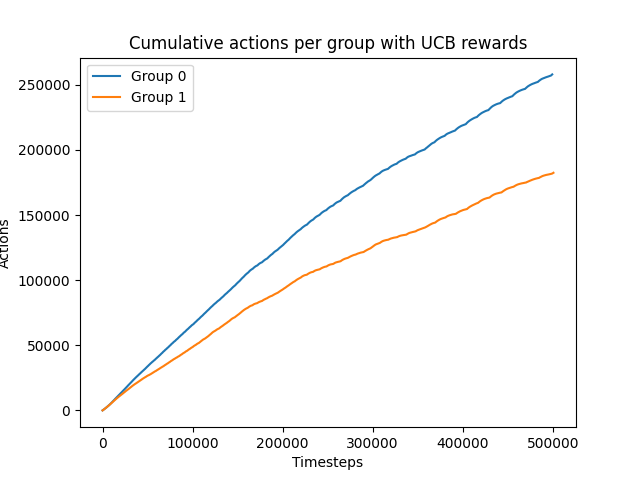 Cumulative actions per group with UCB rewards
Group 0
Group 1
250000
200000
150000
100000
50000
0
Actions
0 100000 200000 300000 400000 500000
Timesteps